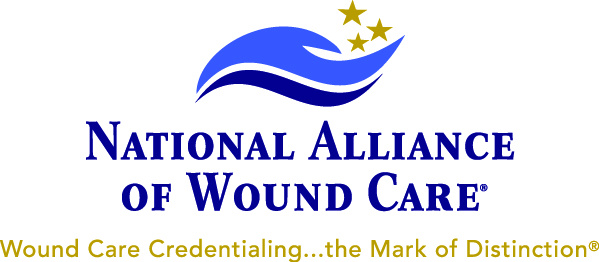 NATIONAL ALLIANCE
OF WOUND CARE®
Wound Care Credentialing...the Mark of Distinction®